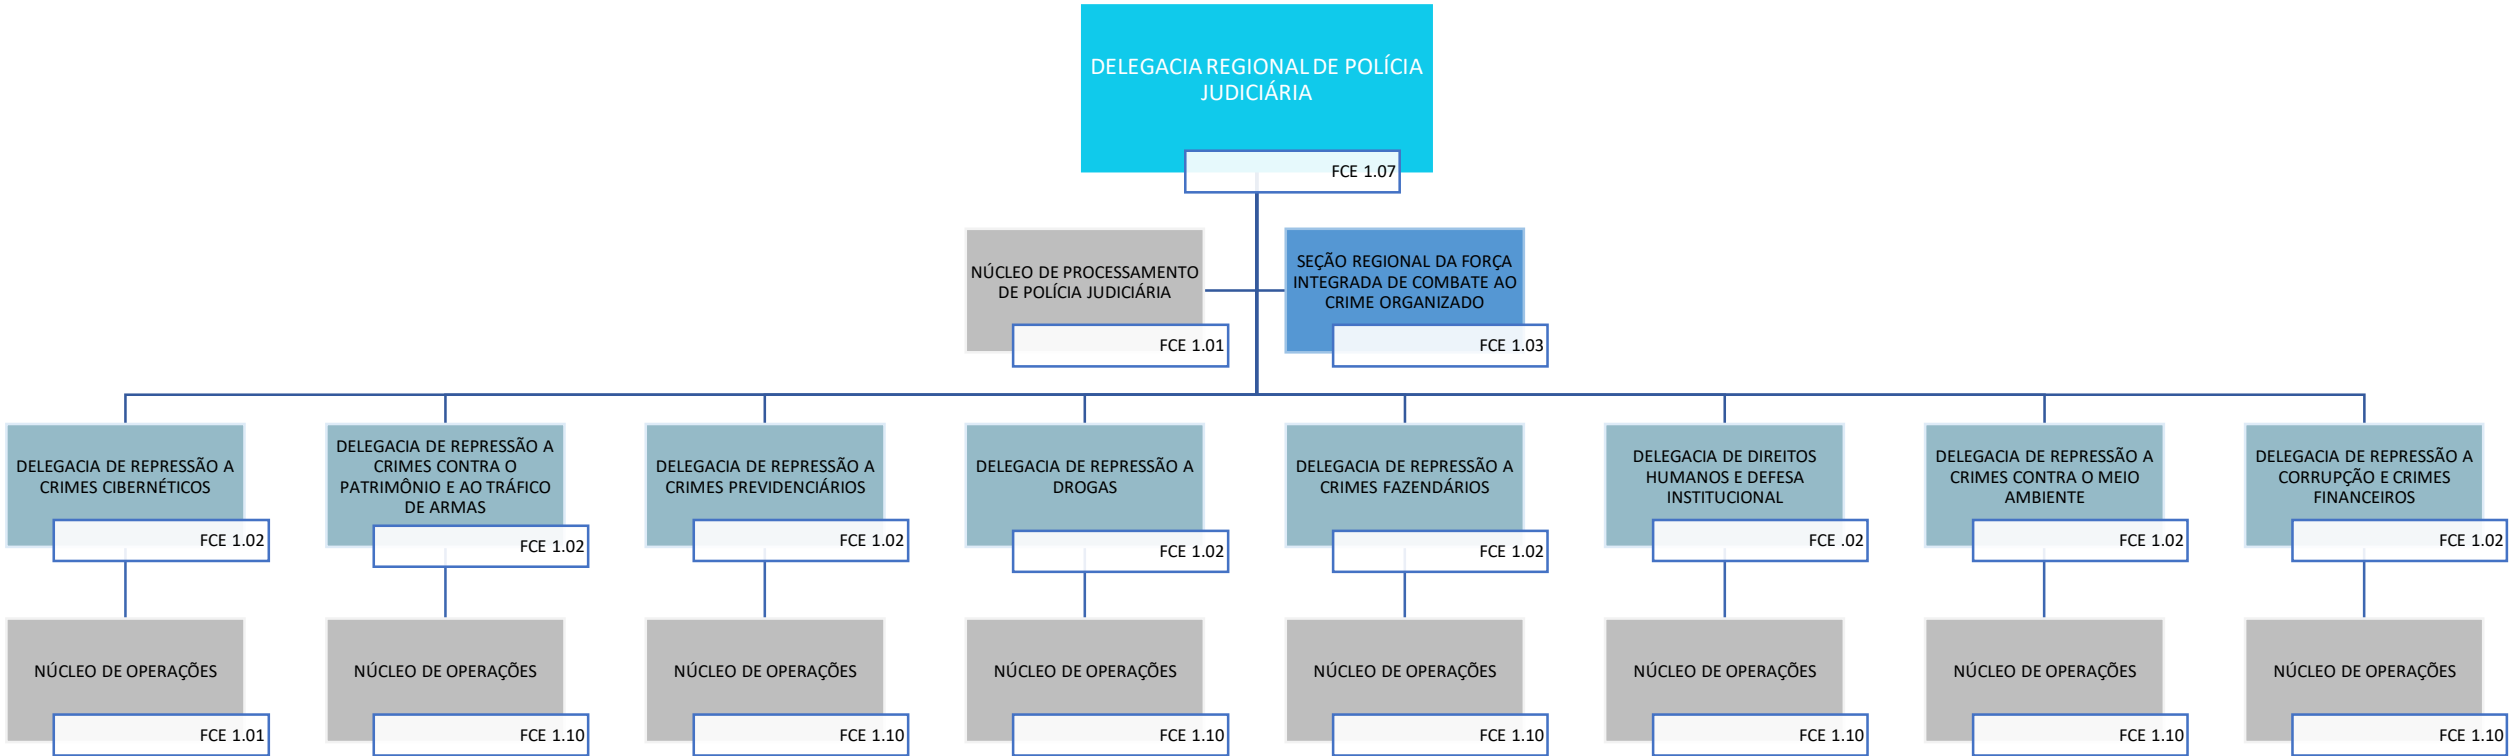 DELEGACIA REGIONAL DE POLÍCIA
JUDICIÁRIA
FCE 1.07
NÚCLEO DE PROCESSAMENTO
DE POLÍCIA JUDICIÁRIA
FCE 1.01
SEÇÃO REGIONAL DA FORÇA
INTEGRADA DE COMBATE AO
CRIME ORGANIZADO
FCE 1.03
DELEGACIA DE REPRESSÃO A
CRIMES CIBERNÉTICOS
FCE 1.02
DELEGACIA DE REPRESSÃO A
CRIMES CONTRA O
PATRIMÔNIO E AO TRÁFICO
DE ARMAS
FCE 1.02
DELEGACIA DE REPRESSÃO A
CRIMES PREVIDENCIÁRIOS
FCE 1.02
DELEGACIA DE REPRESSÃO A
DROGAS
FCE 1.02
DELEGACIA DE REPRESSÃO A
CRIMES FAZENDÁRIOS
FCE 1.02
DELEGACIA DE DIREITOS
HUMANOS E DEFESA
INSTITUCIONAL
FCE .02
DELEGACIA DE REPRESSÃO A
CRIMES CONTRA O MEIO
AMBIENTE
FCE 1.02
DELEGACIA DE REPRESSÃO A
CORRUPÇÃO E CRIMES
FINANCEIROS
FCE 1.02
NÚCLEO DE OPERAÇÕES
FCE 1.01
NÚCLEO DE OPERAÇÕES
FCE 1.10
NÚCLEO DE OPERAÇÕES
FCE 1.10
NÚCLEO DE OPERAÇÕES
FCE 1.10
NÚCLEO DE OPERAÇÕES
FCE 1.10
NÚCLEO DE OPERAÇÕES
FCE 1.10
NÚCLEO DE OPERAÇÕES
FCE 1.10
NÚCLEO DE OPERAÇÕES
FCE 1.10